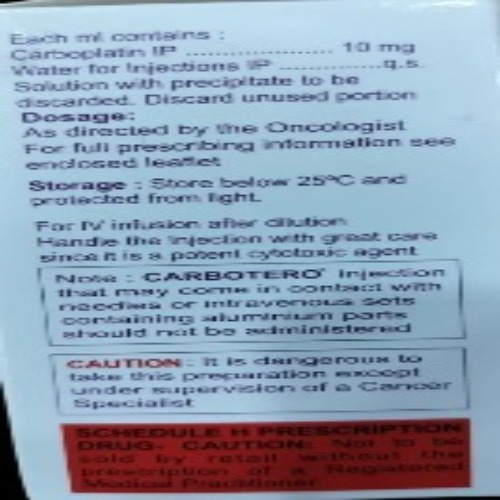 Each ml contains :
Carboplatin IP ..................... 10 mg
Water for Injections IP ...............q.s.
Solution with precipitate to be
discarded. Discard unused portion
Dosage:
As directed by the Oncologist
For full prescribing information see
enclosed leaflet
Storage : Store below 25°C and
protected from light.
For IV infusion after dilution
Handle the Injection with great care
since it is a potent cytotoxic agent
Note : CARBOTERO Injection
that may come in contact with
needles or intravenous sets
containing aluminium parts
should not be administered
CAUTION : It is dangerous to
take this preparation except
under supervision of a Cancer
Specialist
SCHEDULE H PRESCRIPTION
DRUG- CAUTION: Not to be
sold by retail without the
prescription of a Registered
Medical Practitioner